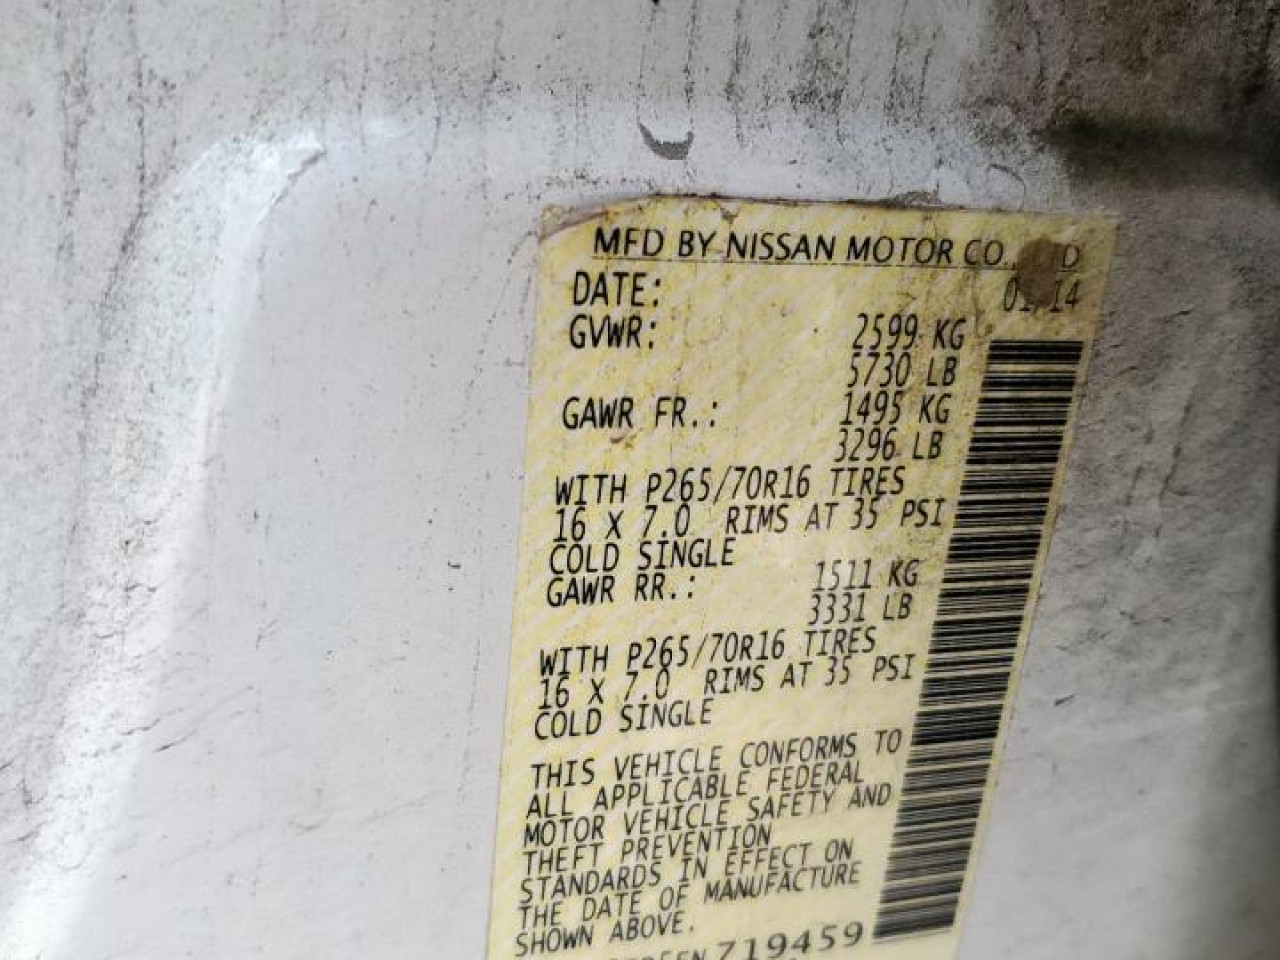 MFD BY NISSAN MOTOR CO.
DATE: 01/14
GVWR: 2599 KG
5730 LB
GAWR FR.: 1495 KG
3296 LB
WITH P265/70R16 TIRES
16 X 7.0 RIMS AT 35 PSI
COLD SINGLE
GAWR RR.: 1511 KG
3331 LB
WITH P265/70R16 TIRES
16 X 7.0 RIMS AT 35 PSI
COLD SINGLE
THIS VEHICLE CONFORMS TO
ALL APPLICABLE FEDERAL
MOTOR VEHICLE SAFETY AND
THEFT PREVENTION
STANDARDS IN EFFECT ON
THE DATE OF MANUFACTURE
SHOWN ABOVE.
719459